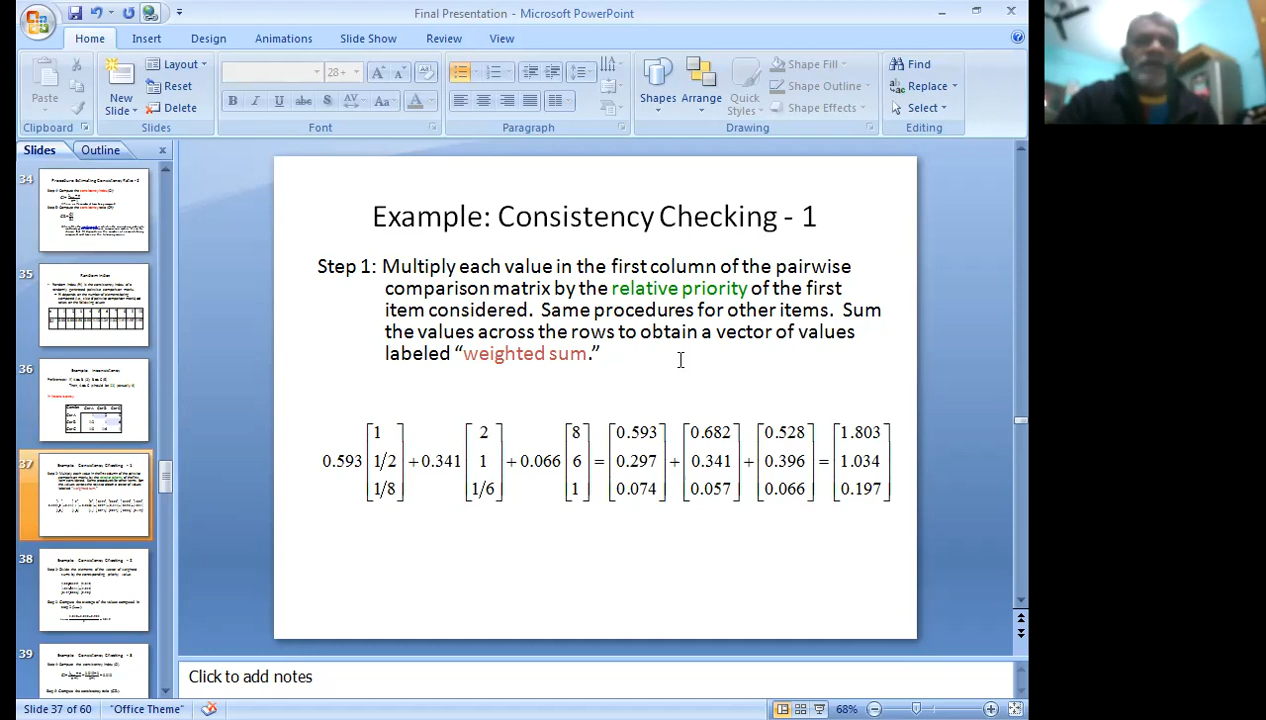 Final Presentation - Microsoft PowerPoint
Home Insert Design Animations Slide Show Review View
Paste
New Slide
Layout
Reset
Delete
28
B I U abc S AV Aa A
Shapes Arrange Quick Styles
Shape Fill
Shape Outline
Shape Effects
Find
Replace
Select
Clipboard Slides Font Paragraph Drawing Editing
Slides Outline
34
35
Random Index
36
37
38
39
Example: Consistency Checking - 1
Step 1: Multiply each value in the first column of the pairwise
comparison matrix by the relative priority of the first
item considered. Same procedures for other items. Sum
the values across the rows to obtain a vector of values
labeled “weighted sum.”
1 2 8 0.593 0.682 0.528 1.803
0.593 1/2 +0.341 1 +0.066 6 = 0.297 + 0.341 + 0.396 = 1.034
1/8 1/6 1 0.074 0.057 0.066 0.197
Click to add notes
Slide 37 of 60 "Office Theme" 68%